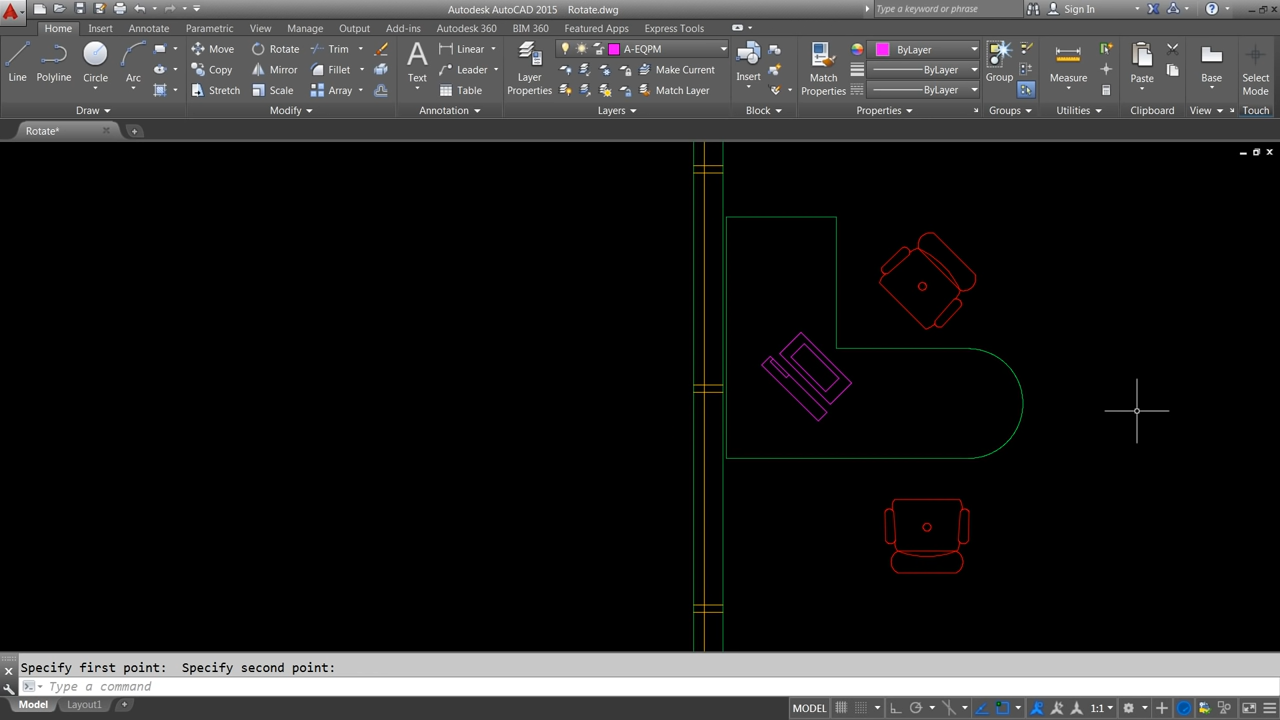 Autodesk AutoCAD 2015 Rotate.dwg
Type a keyword or phrase
Sign In
Home Insert Annotate Parametric View Manage Output Add-ins Autodesk 360 BIM 360 Featured Apps Express Tools
Line Polyline Circle Arc
Move Rotate Trim
Copy Mirror Fillet
Stretch Scale Array
Text
Linear
Leader
Table
Layer Properties
A-EQPM
Make Current
Match Layer
Insert
Match Properties
ByLayer
ByLayer
ByLayer
Group
Measure
Paste
Base
Select Mode
Draw Modify Annotation Layers Block Properties Groups Utilities Clipboard View Touch
Rotate*
Specify first point: Specify second point:
Type a command
Model Layout1
MODEL 1:1